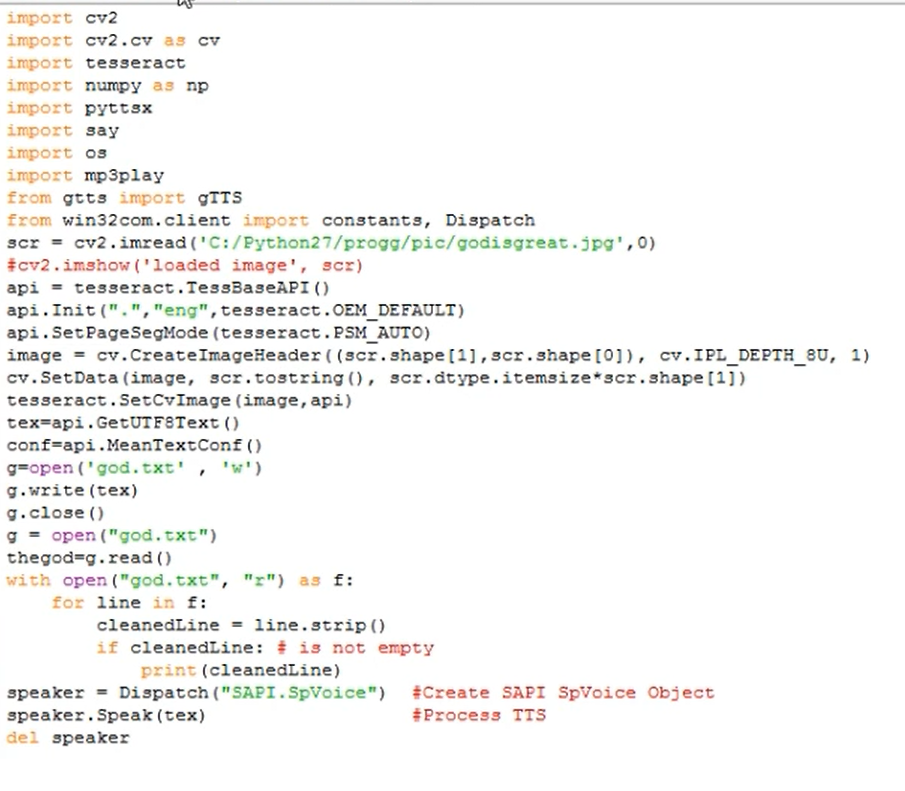 import cv2
import cv2.cv as cv
import tesseract
import numpy as np
import pyttsx
import say
import os
import mp3play
from gtts import gTTS
from win32com.client import constants, Dispatch
scr = cv2.imread('C:/Python27/progg/pic/godisgreat.jpg',0)
#cv2.imshow('loaded image', scr)
api = tesseract.TessBaseAPI()
api.Init(".","eng",tesseract.OEM_DEFAULT)
api.SetPageSegMode(tesseract.PSM_AUTO)
image = cv.CreateImageHeader((scr.shape[1],scr.shape[0]), cv.IPL_DEPTH_8U, 1)
cv.SetData(image, scr.tostring(), scr.dtype.itemsize*scr.shape[1])
tesseract.SetCvImage(image,api)
tex=api.GetUTF8Text()
conf=api.MeanTextConf()
g=open('god.txt' , 'w')
g.write(tex)
g.close()
g = open("god.txt")
thegod=g.read()
with open("god.txt", "r") as f:
    for line in f:
        cleanedLine = line.strip()
        if cleanedLine: # is not empty
            print(cleanedLine)
speaker = Dispatch("SAPI.SpVoice")  #Create SAPI SpVoice Object
speaker.Speak(tex)                  #Process TTS
del speaker